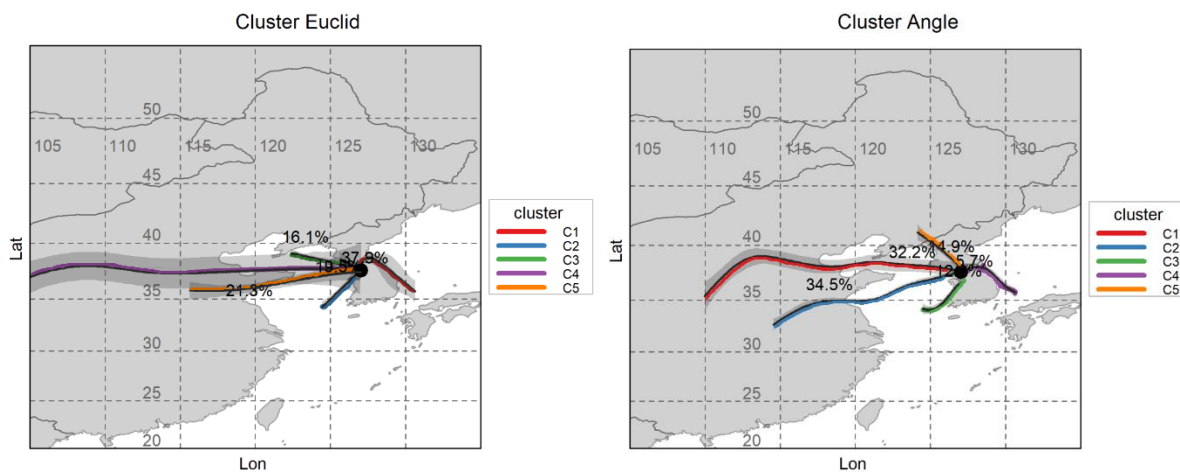 Cluster Euclid
50
105 110 115 120 125 130
45
40
35
30
25
20
16.1%
37.9%
21.3%
Lat
Lon
cluster
C1
C2
C3
C4
C5
Cluster Angle
50
105 110 115 120 125 130
45
40
35
30
25
20
14.9%
32.2%
5.7%
34.5%
Lat
Lon
cluster
C1
C2
C3
C4
C5